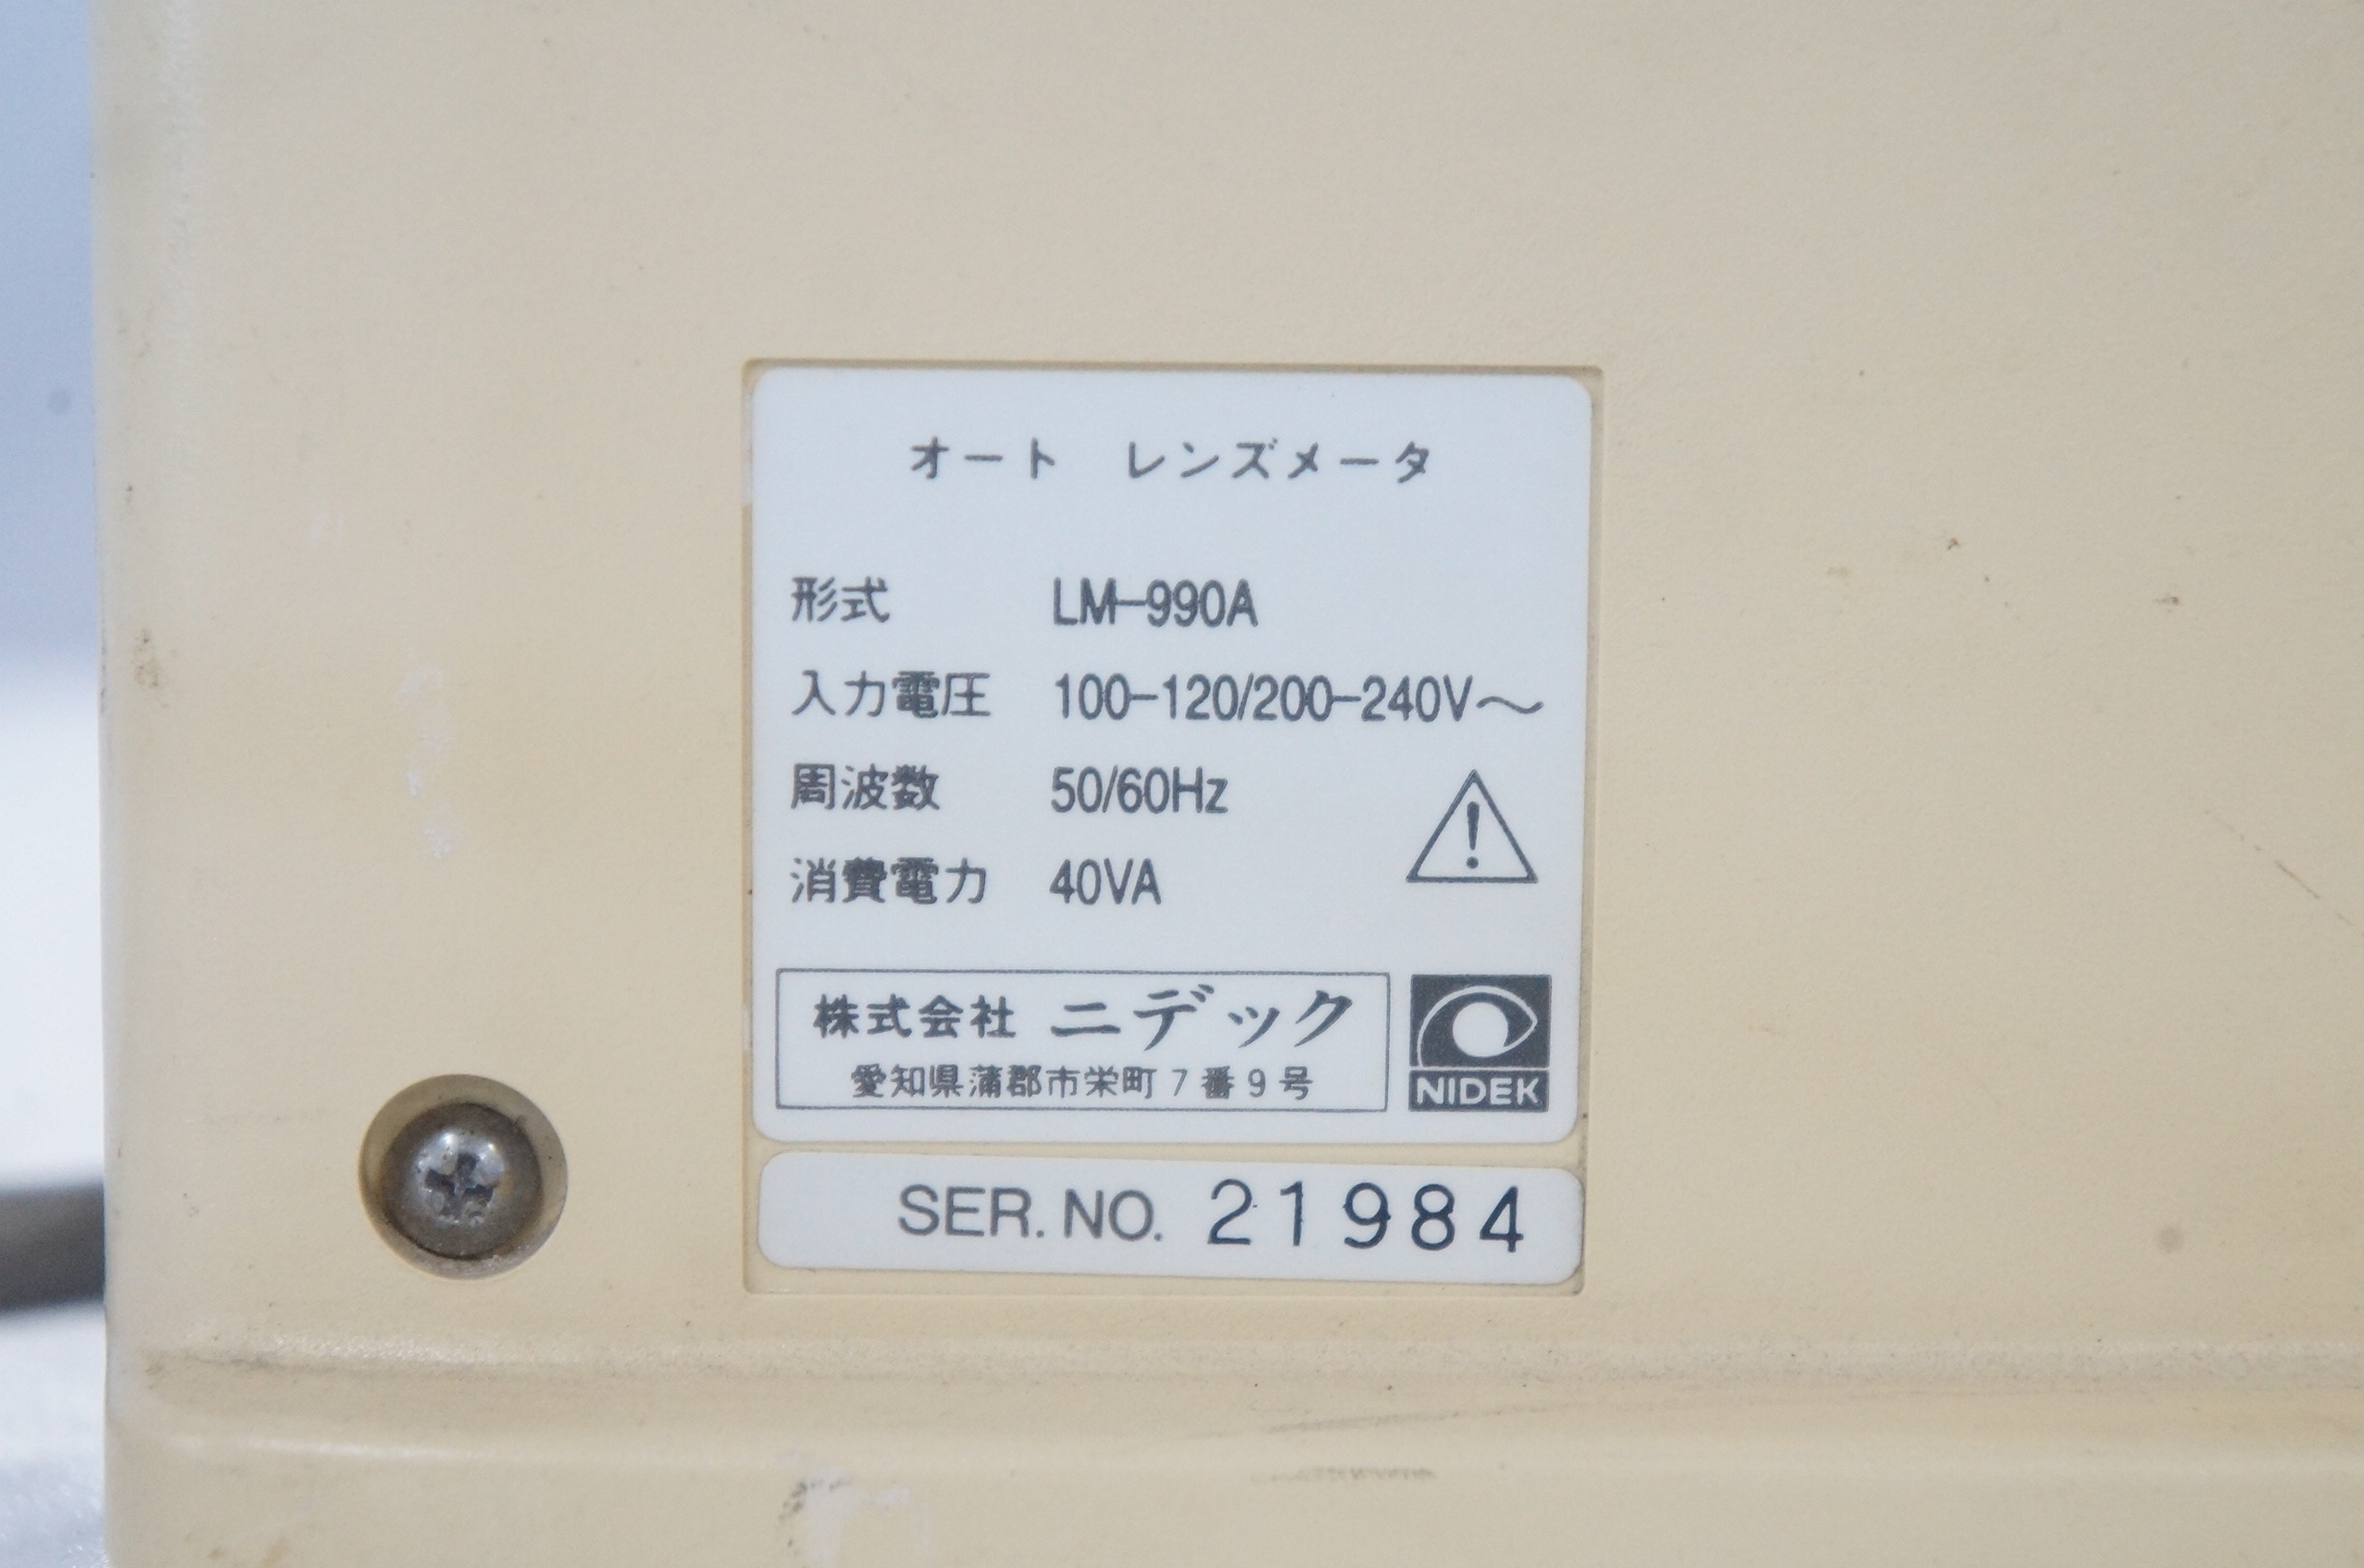 オート レンズメータ
形式 LM-990A
入力電圧 100-120/200-240V～
周波数 50/60Hz
消費電力 40VA
株式会社 ニデック
愛知県蒲郡市栄町7番9号
NIDEK
SER. NO. 21984